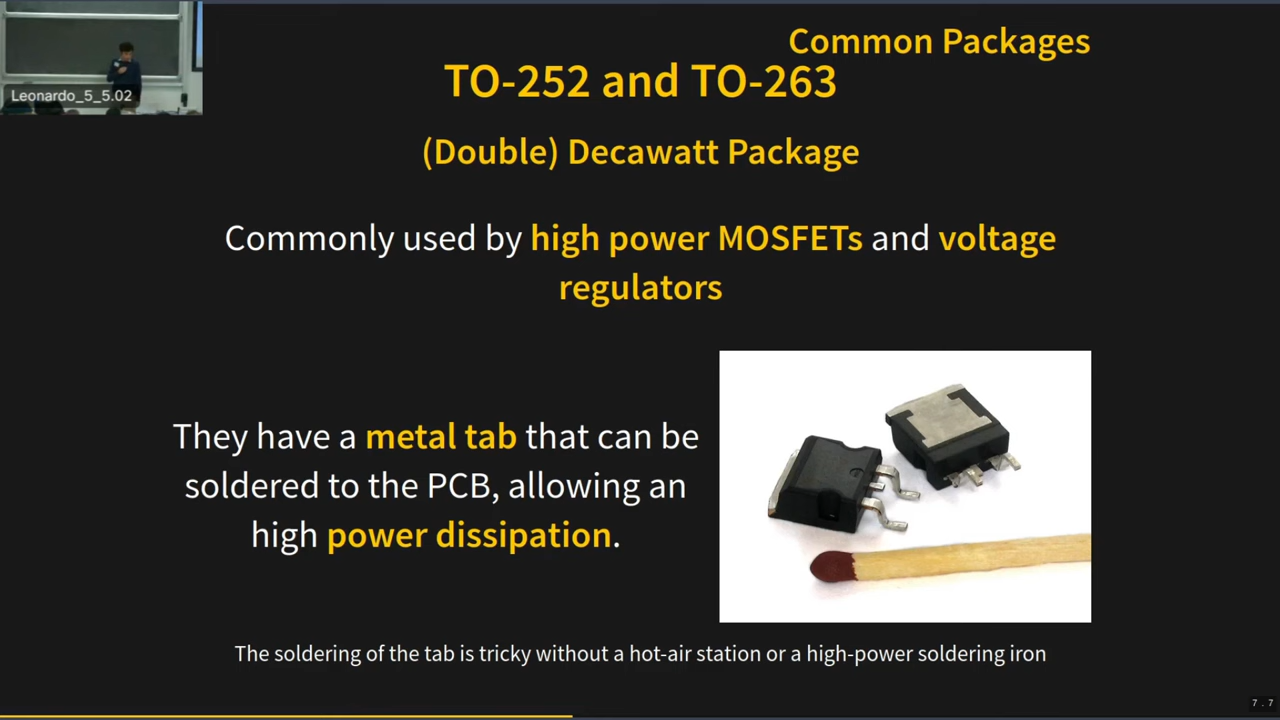 Leonardo_5_5.02
Common Packages
TO-252 and TO-263
(Double) Decawatt Package
Commonly used by high power MOSFETs and voltage
regulators
They have a metal tab that can be
soldered to the PCB, allowing an
high power dissipation.
The soldering of the tab is tricky without a hot-air station or a high-power soldering iron
7.7